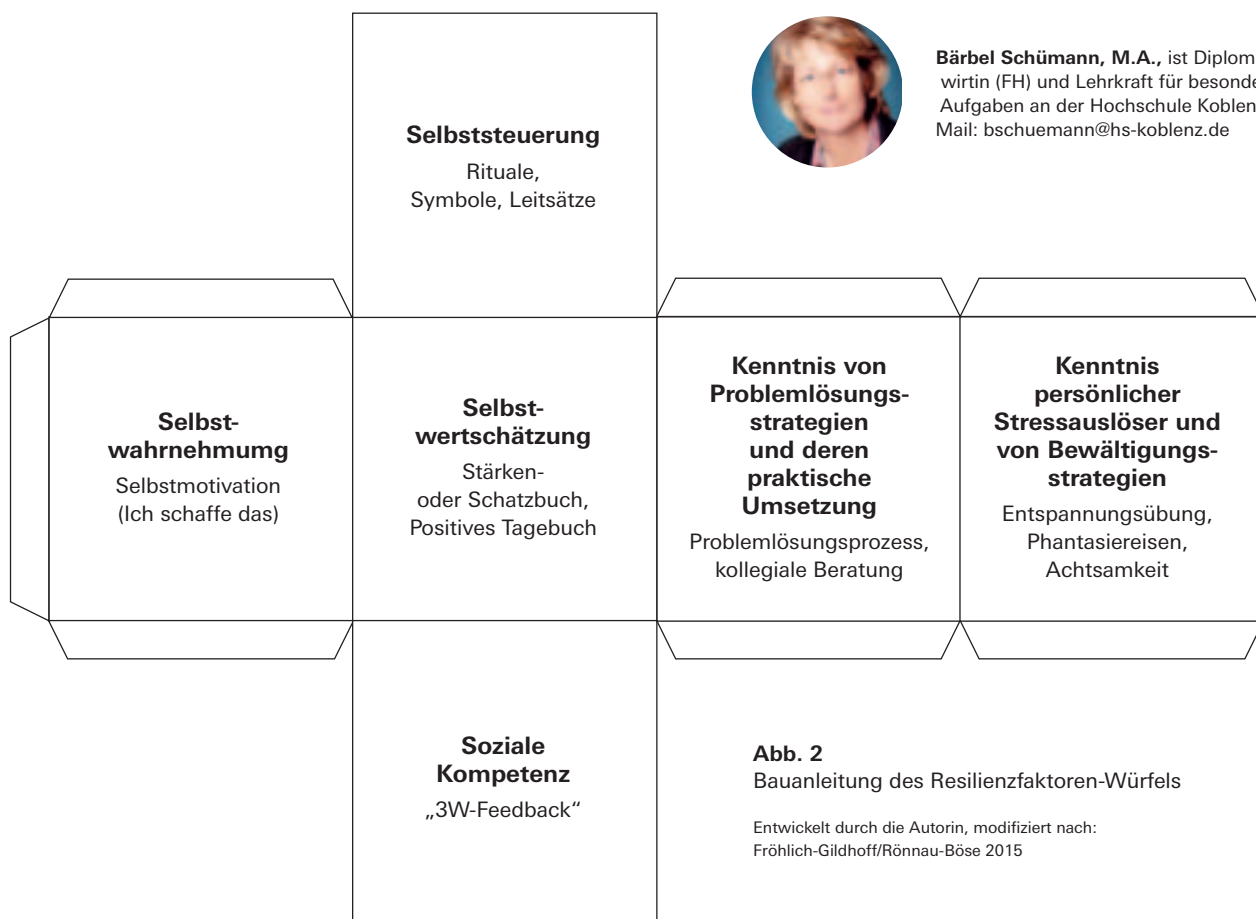 Bärbel Schümann, M.A., ist Diplom
wirtin (FH) und Lehrkraft für besonde
Aufgaben an der Hochschule Koblen
Mail: bschuemann@hs-koblenz.de
Selbststeuerung
Rituale,
Symbole, Leitsätze
Selbst-
wahrnehmumg
Selbstmotivation
(Ich schaffe das)
Selbst-
wertschätzung
Stärken-
oder Schatzbuch,
Positives Tagebuch
Kenntnis von
Problemlösungs-
strategien
und deren
praktische
Umsetzung
Problemlösungsprozess,
kollegiale Beratung
Kenntnis
persönlicher
Stressauslöser und
von Bewältigungs-
strategien
Entspannungsübung,
Phantasiereisen,
Achtsamkeit
Soziale
Kompetenz
„3W-Feedback“
Abb. 2
Bauanleitung des Resilienzfaktoren-Würfels
Entwickelt durch die Autorin, modifiziert nach:
Fröhlich-Gildhoff/Rönnau-Böse 2015